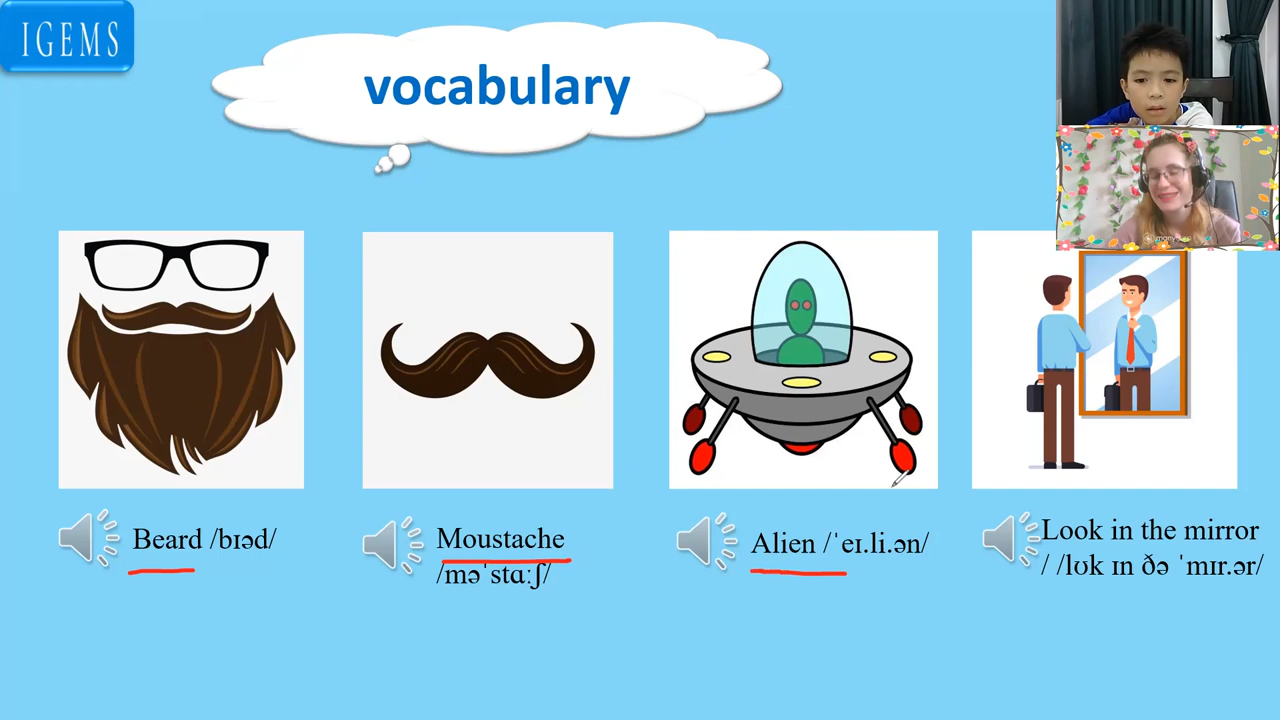 IGEMS
vocabulary
Beard /bɪəd/
Moustache
/məˈstɑːʃ/
Alien /ˈeɪ.li.ən/
Look in the mirror
/ /lʊk ɪn ðə ˈmɪr.ər/